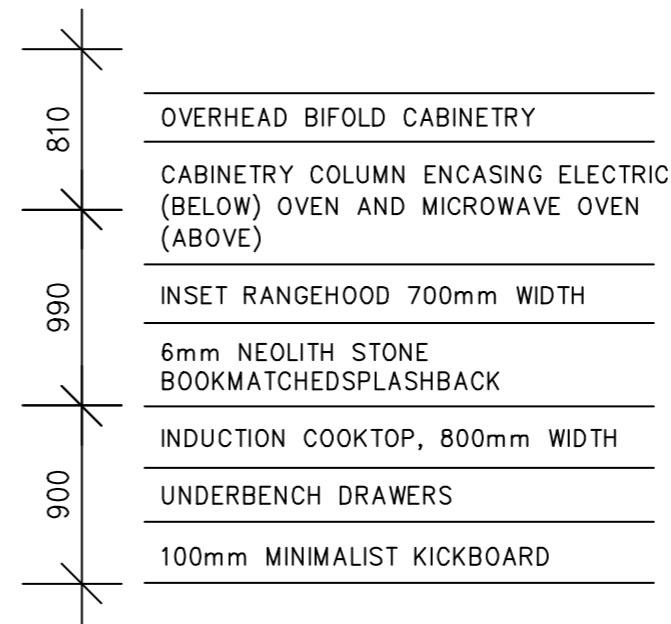 810
OVERHEAD BIFOLD CABINETRY
CABINETRY COLUMN ENCASING ELECTRIC
(BELOW) OVEN AND MICROWAVE OVEN
(ABOVE)
990
INSET RANGEHOOD 700mm WIDTH
6mm NEOLITH STONE
BOOKMATCHEDSPLASHBACK
INDUCTION COOKTOP, 800mm WIDTH
900
UNDERBENCH DRAWERS
100mm MINIMALIST KICKBOARD